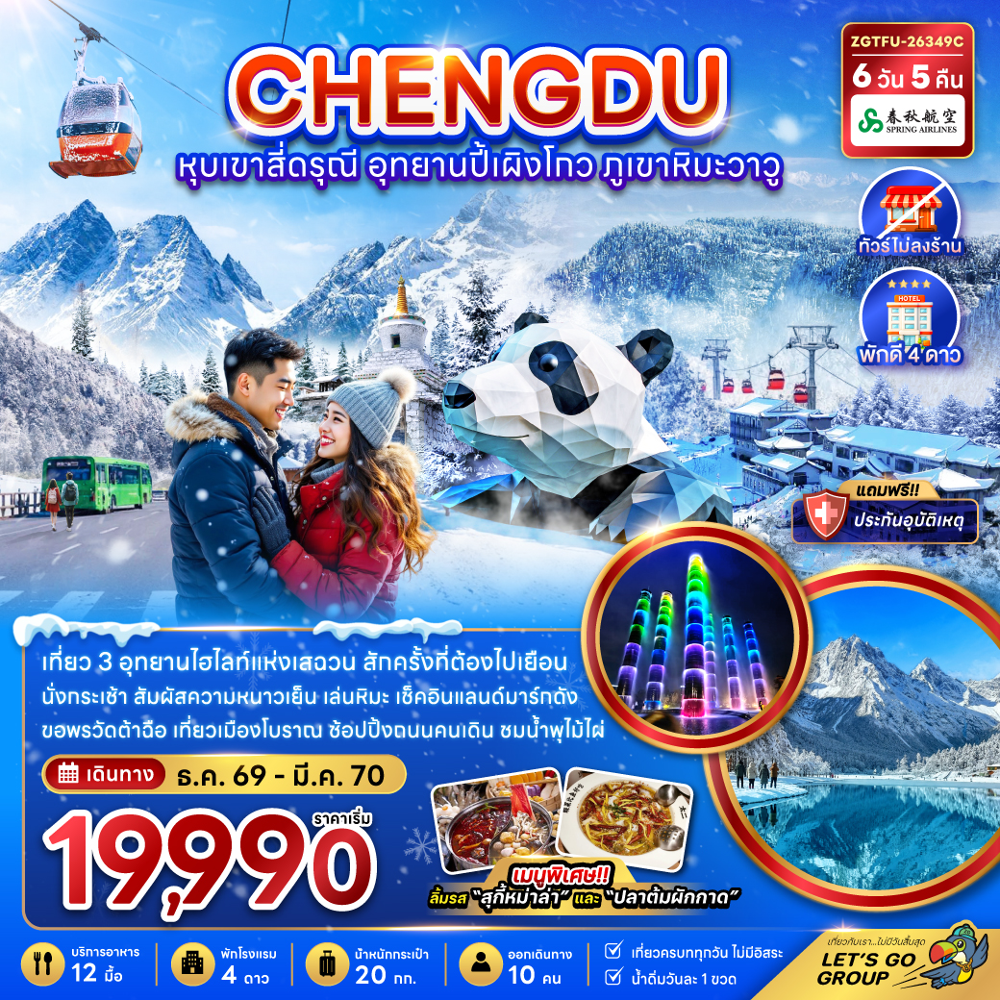 CHENGDU
หุบเขาสี่ดรุณี อุทยานปี้เผิงโกว ภูเขาหิมะวาวู
ZGTFU-26349C
6 วัน 5 คืน
春秋航空
SPRING AIRLINES
ทัวร์ไม่ลงร้าน
HOTEL
พักดี 4 ดาว
แถมฟรี!!
ประกันอุบัติเหตุ
เที่ยว 3 อุทยานไฮไลท์แห่งเสฉวน สักครั้งที่ต้องไปเยือน
นั่งกระเช้า สัมผัสความหนาวเย็น เล่นหิมะ เช็คอินแลนด์มาร์กดัง
ขอพรวัดต้าฉือ เที่ยวเมืองโบราณ ช้อปปิ้งถนนคนเดิน ชมน้ำพุไม้ไผ่
เดินทาง ธ.ค. 69 - มี.ค. 70
ราคาเริ่ม
19,990
เมนูพิเศษ!!
ลิ้มรส “สุกี้หม่าล่า” และ “ปลาต้มผักกาด”
บริการอาหาร
12 มื้อ
พักโรงแรม
4 ดาว
น้ำหนักกระเป๋า
20 กก.
ออกเดินทาง
10 คน
เที่ยวครบทุกวัน ไม่มีอิสระ
น้ำดื่มวันละ 1 ขวด
เที่ยวกับเรา...ไม่มีวันสิ้นสุด
LET'S GO
GROUP